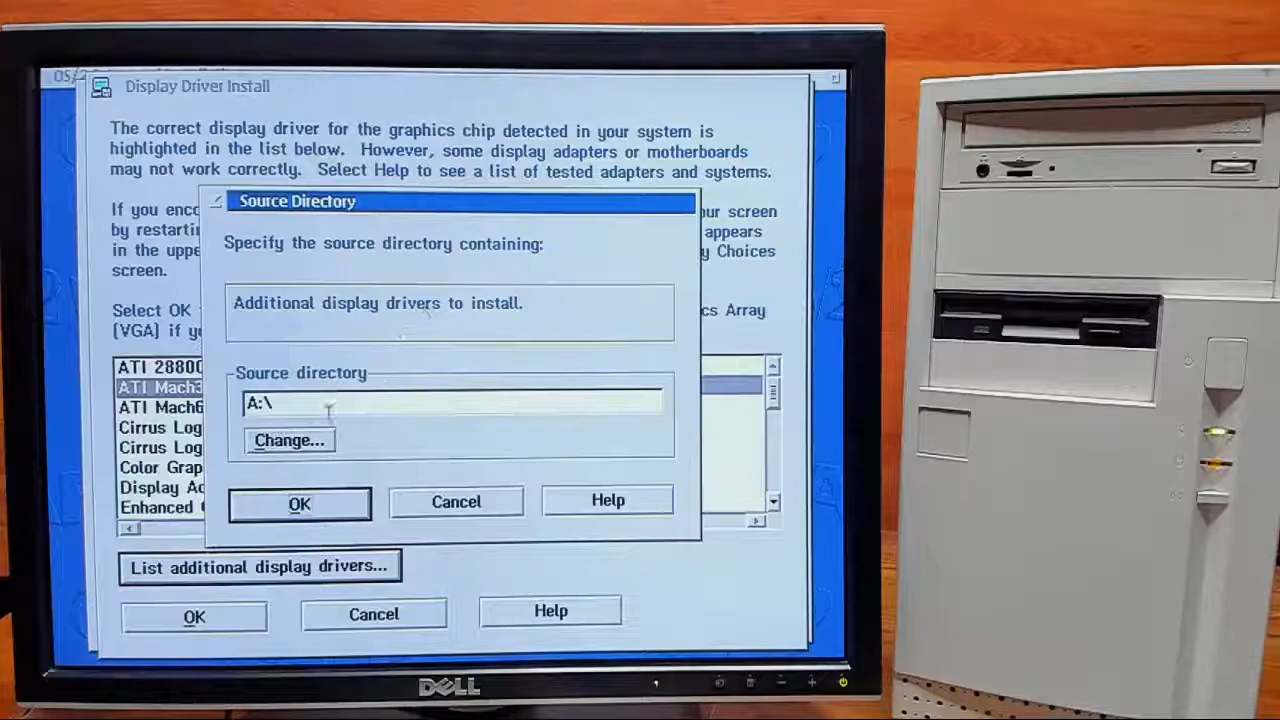 OS/2
Display Driver Install
The correct display driver for the graphics chip detected in your system is
highlighted in the list below. However, some display adapters or motherboards
may not work correctly. Select Help to see a list of tested adapters and systems.
If you enc
our screen
by restarti
appears
in the uppe
y Choices
screen.
Select OK
cs Array
(VGA) if y
Source Directory
Specify the source directory containing:
Additional display drivers to install.
Source directory
A:\
Change...
OK
Cancel
Help
ATI 28800
ATI Mach3
ATI Mach6
Cirrus Log
Cirrus Log
Color Grap
Display Ad
Enhanced
List additional display drivers...
OK
Cancel
Help
DELL